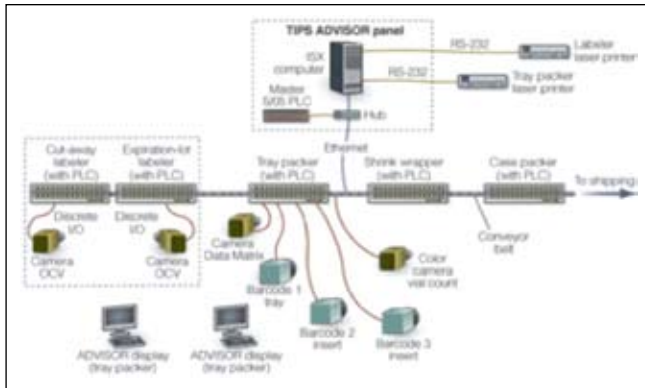 TIPS ADVISOR panel
ISX
computer
RS-232
Labeler
laser printer
RS-232
Tray packer
laser printer
Master
5/05 PLC
Hub
Ethernet
Cut-away
labeler
(with PLC)
Expiration-lot
labeler
(with PLC)
Tray packer
(with PLC)
Shrink wrapper
(with PLC)
Case packer
(with PLC)
To shipping
Discrete
I/O
Discrete
I/O
Camera
OCV
Camera
OCV
Camera
Data Matrix
Color
camera
vial count
Conveyor
belt
Barcode 1
tray
Barcode 2
insert
Barcode 3
insert
ADVISOR display
(tray packer)
ADVISOR display
(tray packer)